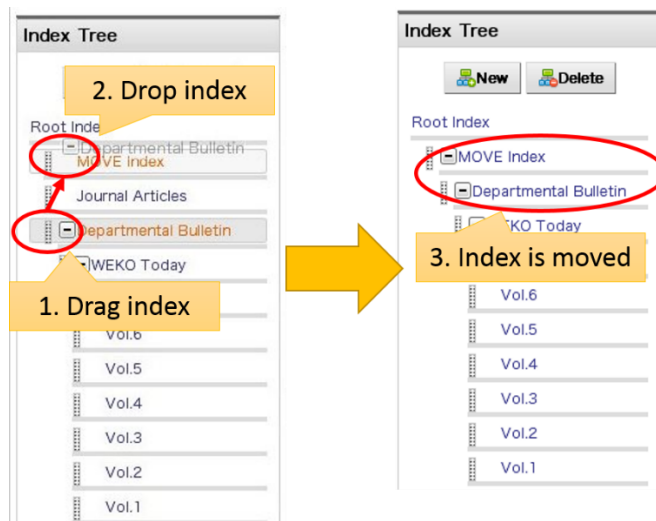 Index Tree
2. Drop index
Root Inde
Departmental Bulletin
MOVE Index
Journal Articles
Departmental Bulletin
WEKO Today
1. Drag index
Vol.6
Vol.5
Vol.4
Vol.3
Vol.2
Vol.1
Index Tree
New
Delete
Root Index
MOVE Index
Departmental Bulletin
EKO Today
3. Index is moved
Vol.6
Vol.5
Vol.4
Vol.3
Vol.2
Vol.1